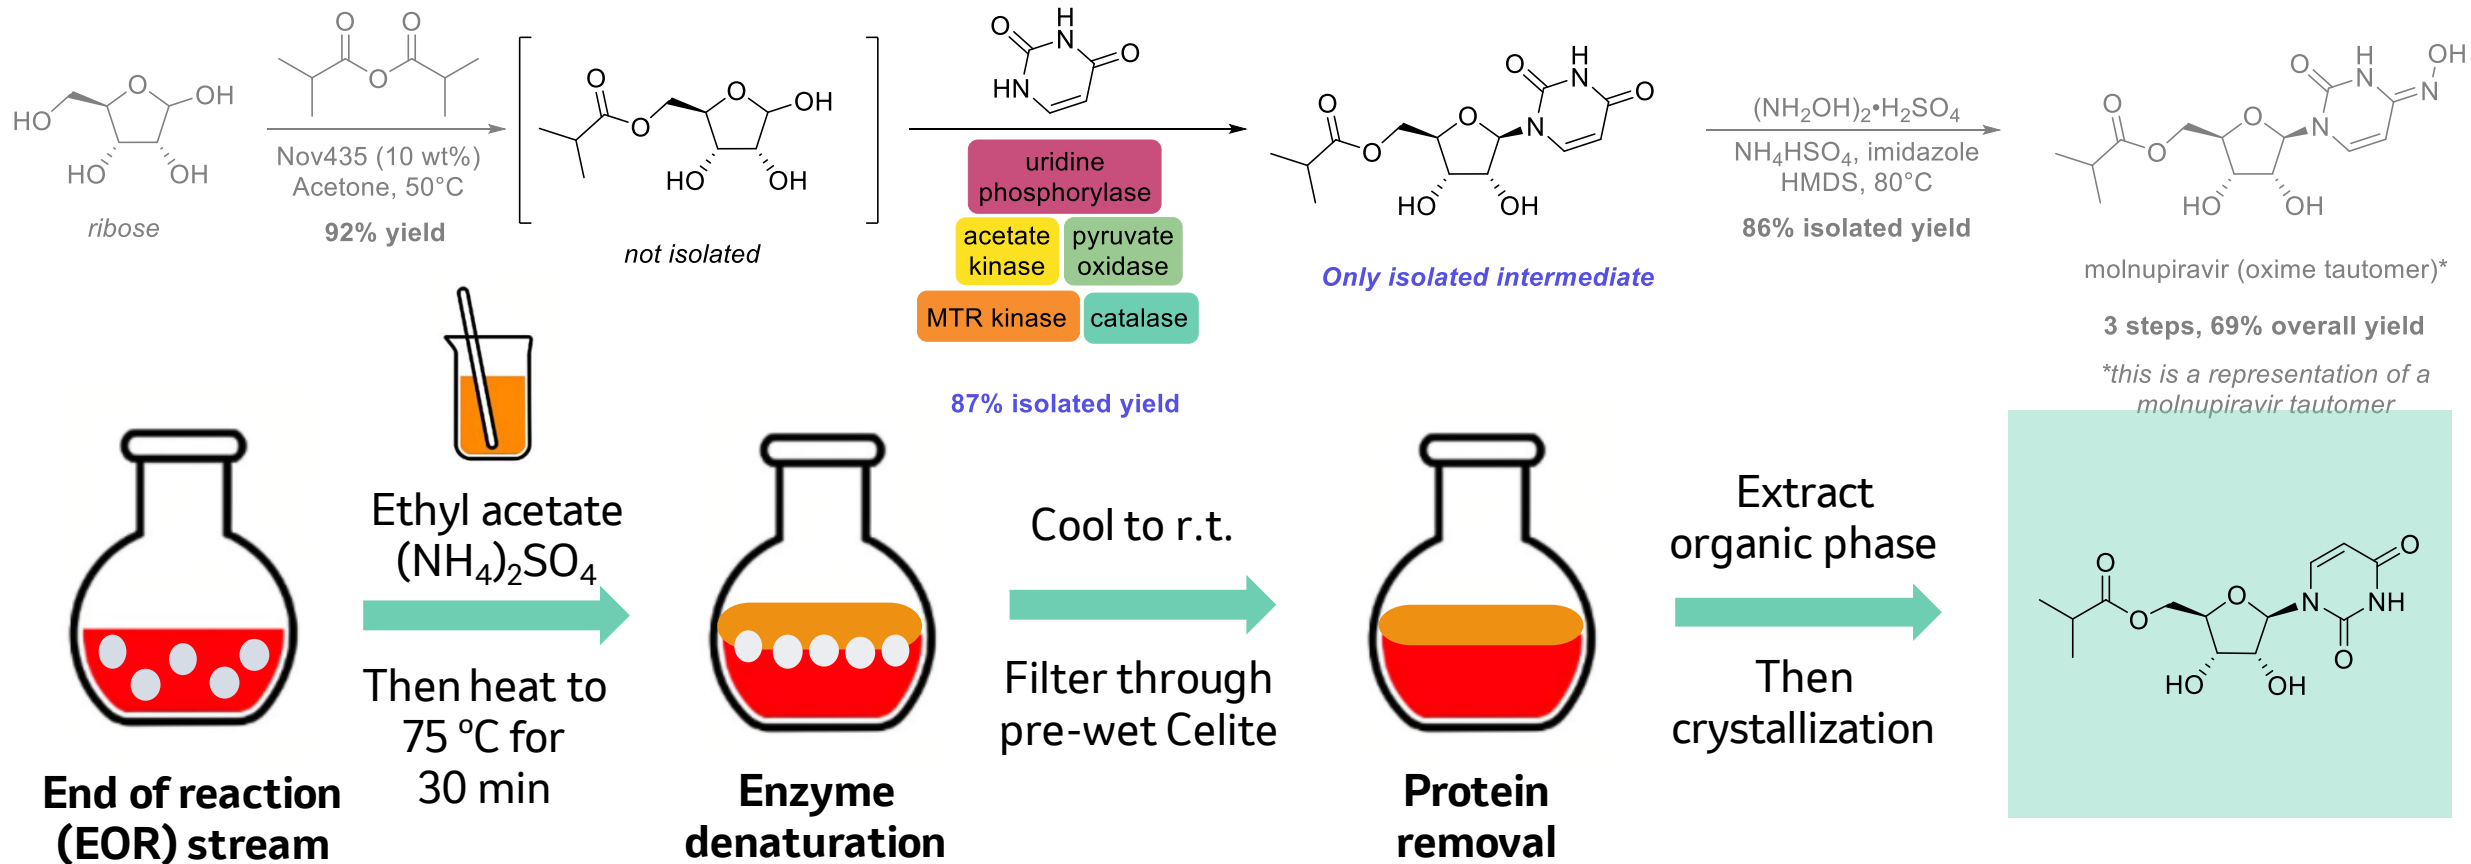 O
O
O
HO
O
OH
HO
OH
ribose
Nov435 (10 wt%)
Acetone, 50°C
92% yield
O
O
O
OH
HO
OH
not isolated
O
H
N
O
HN
uridine
phosphorylase
acetate
kinase
pyruvate
oxidase
MTR kinase
catalase
87% isolated yield
O
H
N
O
O
O
O
N
HO
OH
Only isolated intermediate
(NH2OH)₂•H₂SO₄
NH₄HSO₄, imidazole
HMDS, 80°C
86% isolated yield
OH
O
H
N
N
O
O
O
N
HO
OH
molnupiravir (oxime tautomer)*
3 steps, 69% overall yield
*this is a representation of a
molnupiravir tautomer
End of reaction
(EOR) stream
Ethyl acetate
(NH₄)₂SO₄
Then heat to
75 °C for
30 min
Enzyme
denaturation
Cool to r.t.
Filter through
pre-wet Celite
Protein
removal
Extract
organic phase
Then
crystallization
O
O
O
O
N
NH
O
HO
OH